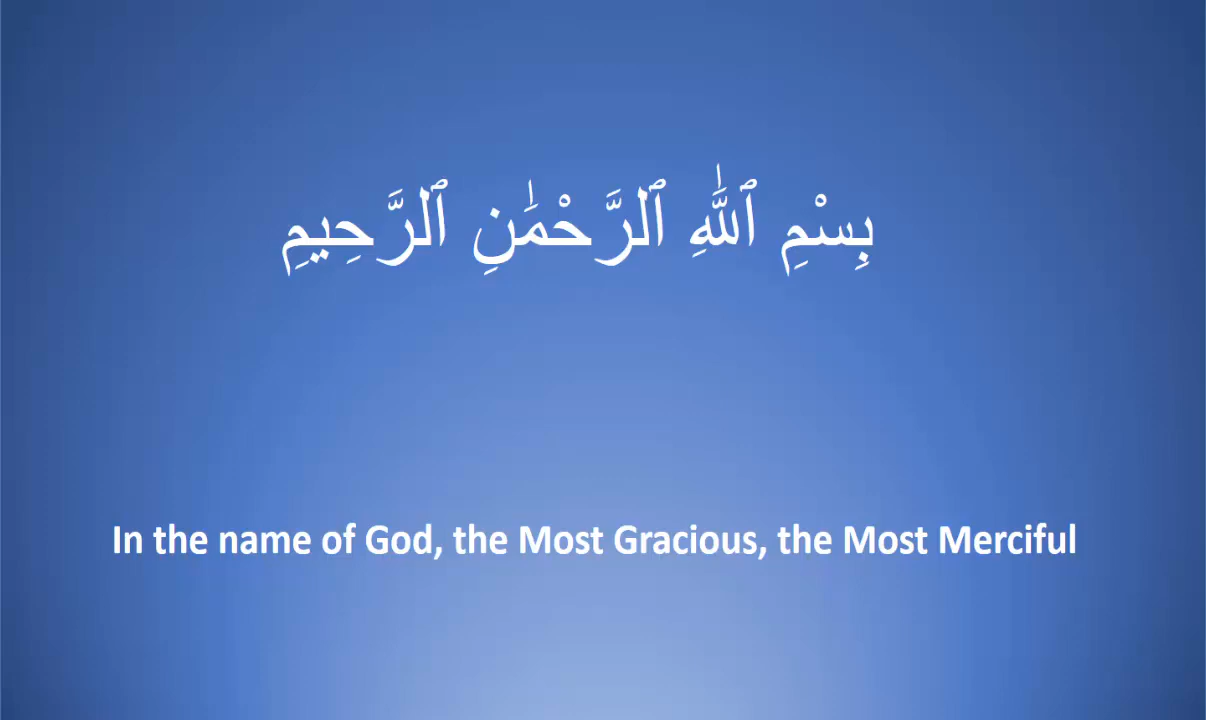 بِسْمِ ٱللَّٰهِ ٱلرَّحْمَٰنِ ٱلرَّحِيمِ
In the name of God, the Most Gracious, the Most Merciful